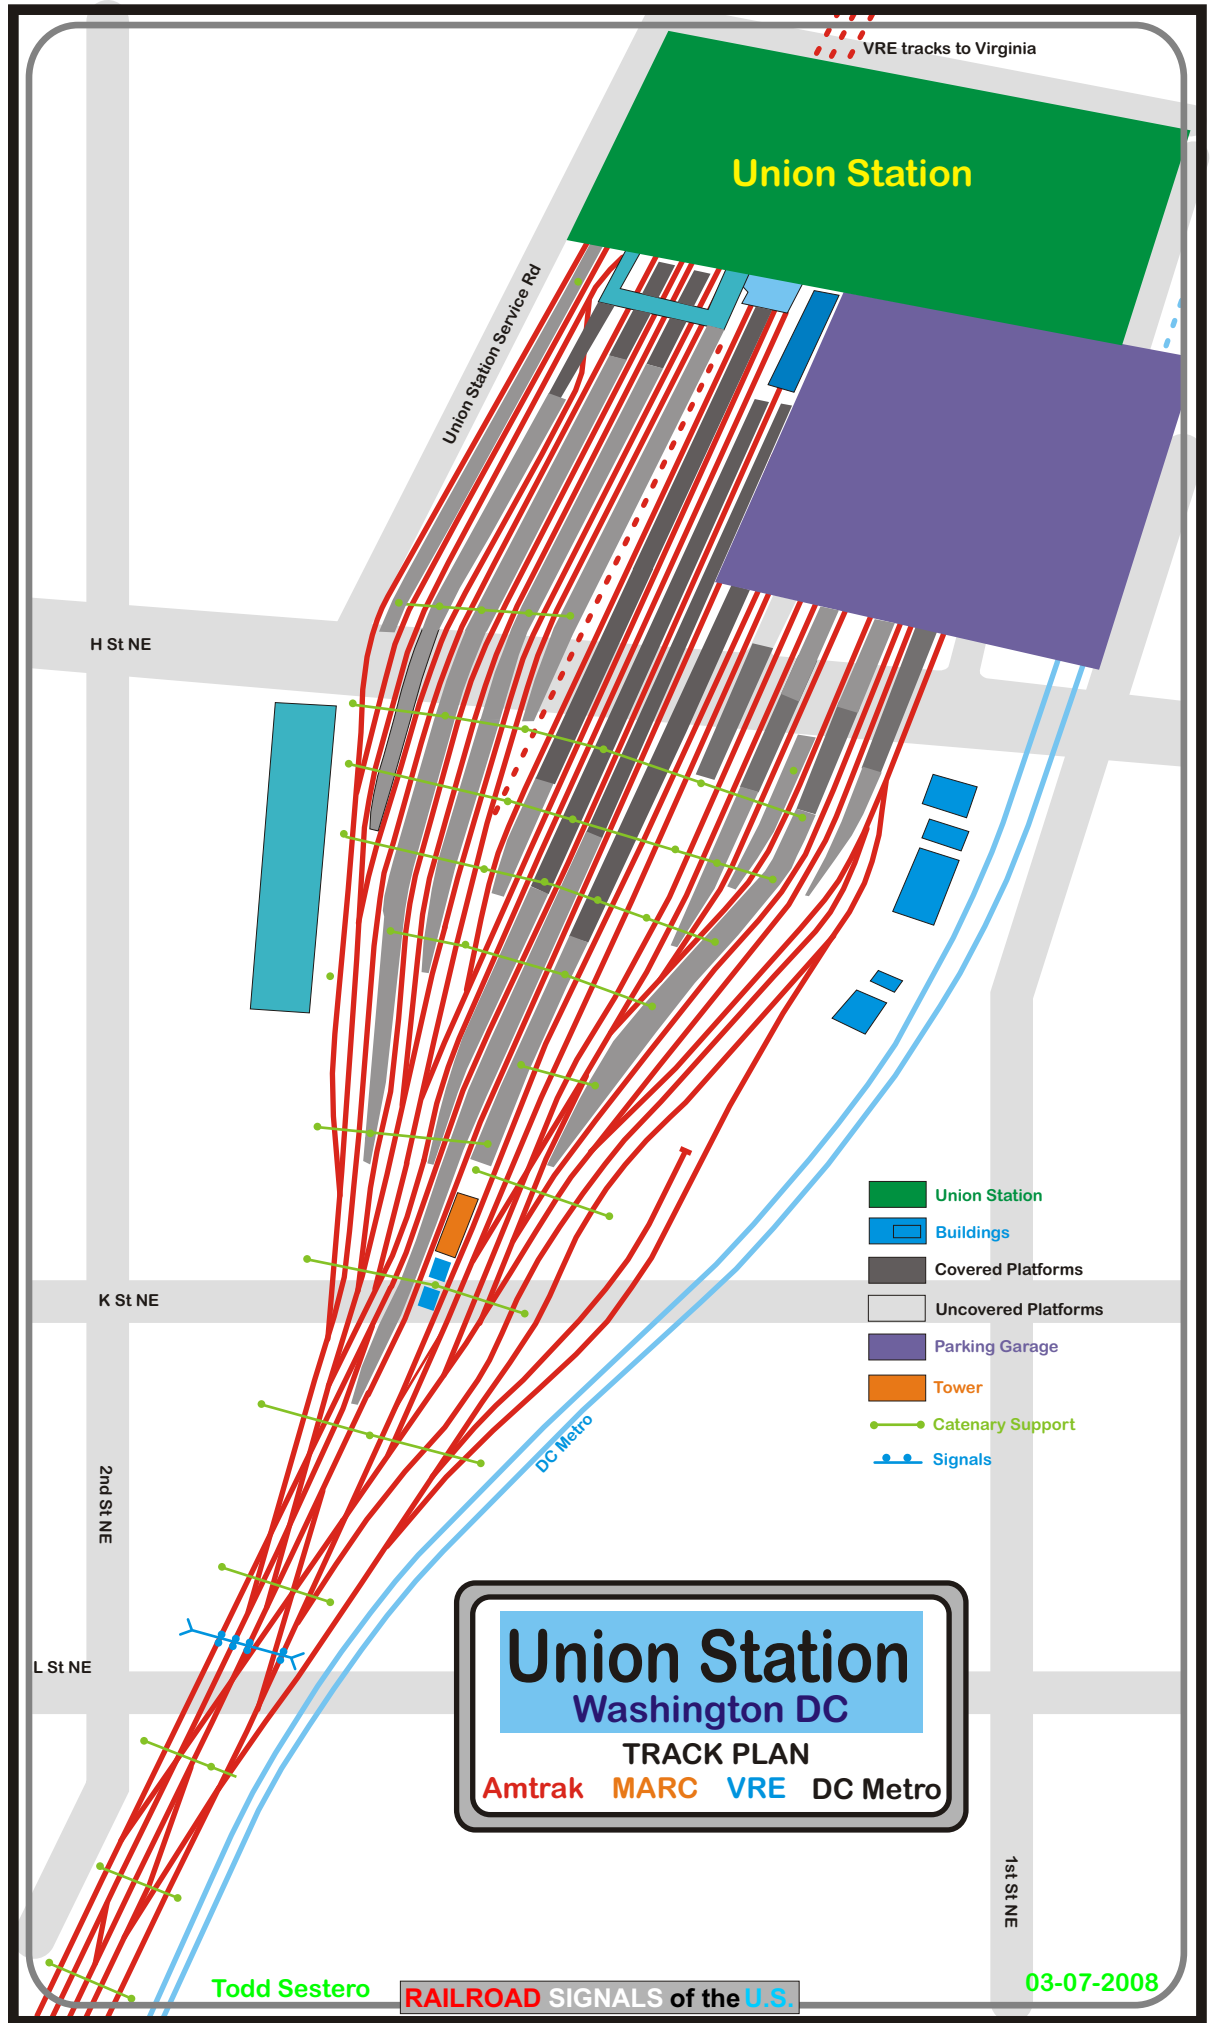 VRE tracks to Virginia
Union Station
Union Station Service Rd
H St NE
Union Station
Buildings
Covered Platforms
Uncovered Platforms
Parking Garage
Tower
Catenary Support
Signals
K St NE
DC Metro
2nd St NE
L St NE
Union Station
Washington DC
TRACK PLAN
Amtrak MARC VRE DC Metro
1st St NE
Todd Sestero
RAILROAD SIGNALS of the U.S.
03-07-2008